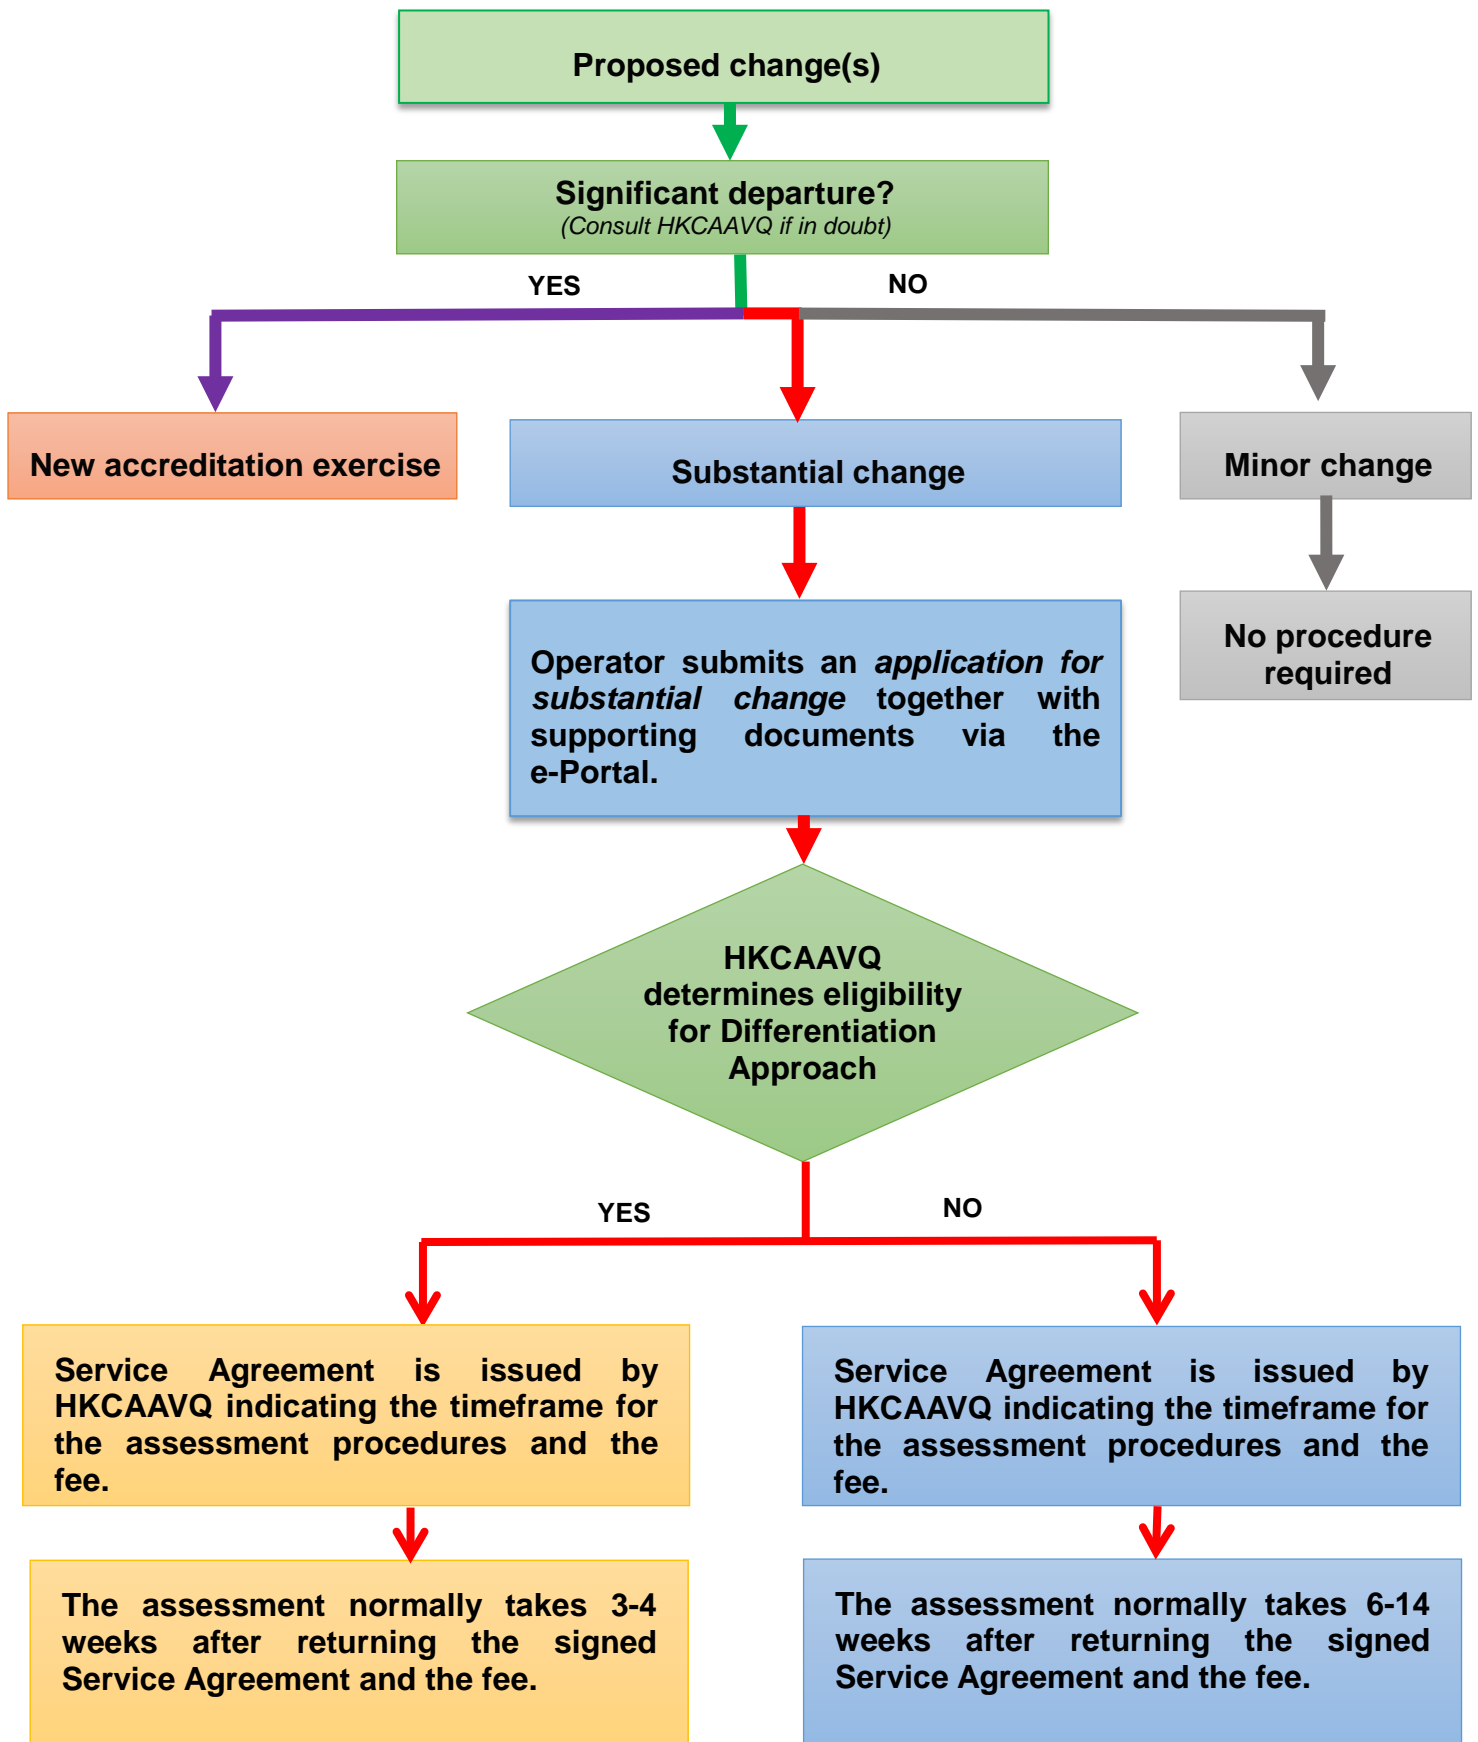 Proposed change(s)
Significant departure?
(Consult HKCAAVQ if in doubt)
YES
NO
New accreditation exercise
Substantial change
Minor change
Operator submits an application for
substantial change together with
supporting documents via the
e-Portal.
No procedure
required
HKCAAVQ
determines eligibility
for Differentiation
Approach
YES
NO
Service Agreement is issued by
HKCAAVQ indicating the timeframe for
the assessment procedures and the
fee.
Service Agreement is issued by
HKCAAVQ indicating the timeframe for
the assessment procedures and the
fee.
The assessment normally takes 3-4
weeks after returning the signed
Service Agreement and the fee.
The assessment normally takes 6-14
weeks after returning the signed
Service Agreement and the fee.